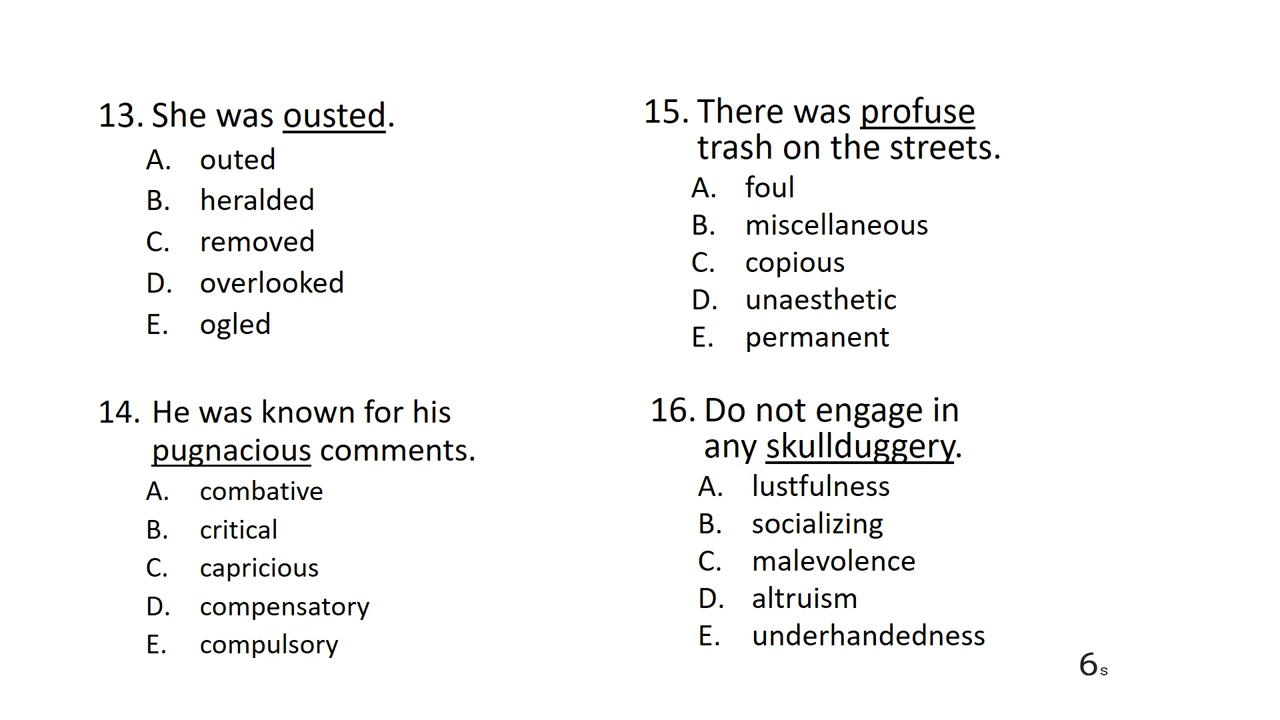 13. She was ousted.
A. outed
B. heralded
C. removed
D. overlooked
E. ogled
14. He was known for his
pugnacious comments.
A. combative
B. critical
C. capricious
D. compensatory
E. compulsory
15. There was profuse
trash on the streets.
A. foul
B. miscellaneous
C. copious
D. unaesthetic
E. permanent
16. Do not engage in
any skullduggery.
A. lustfulness
B. socializing
C. malevolence
D. altruism
E. underhandedness
6s